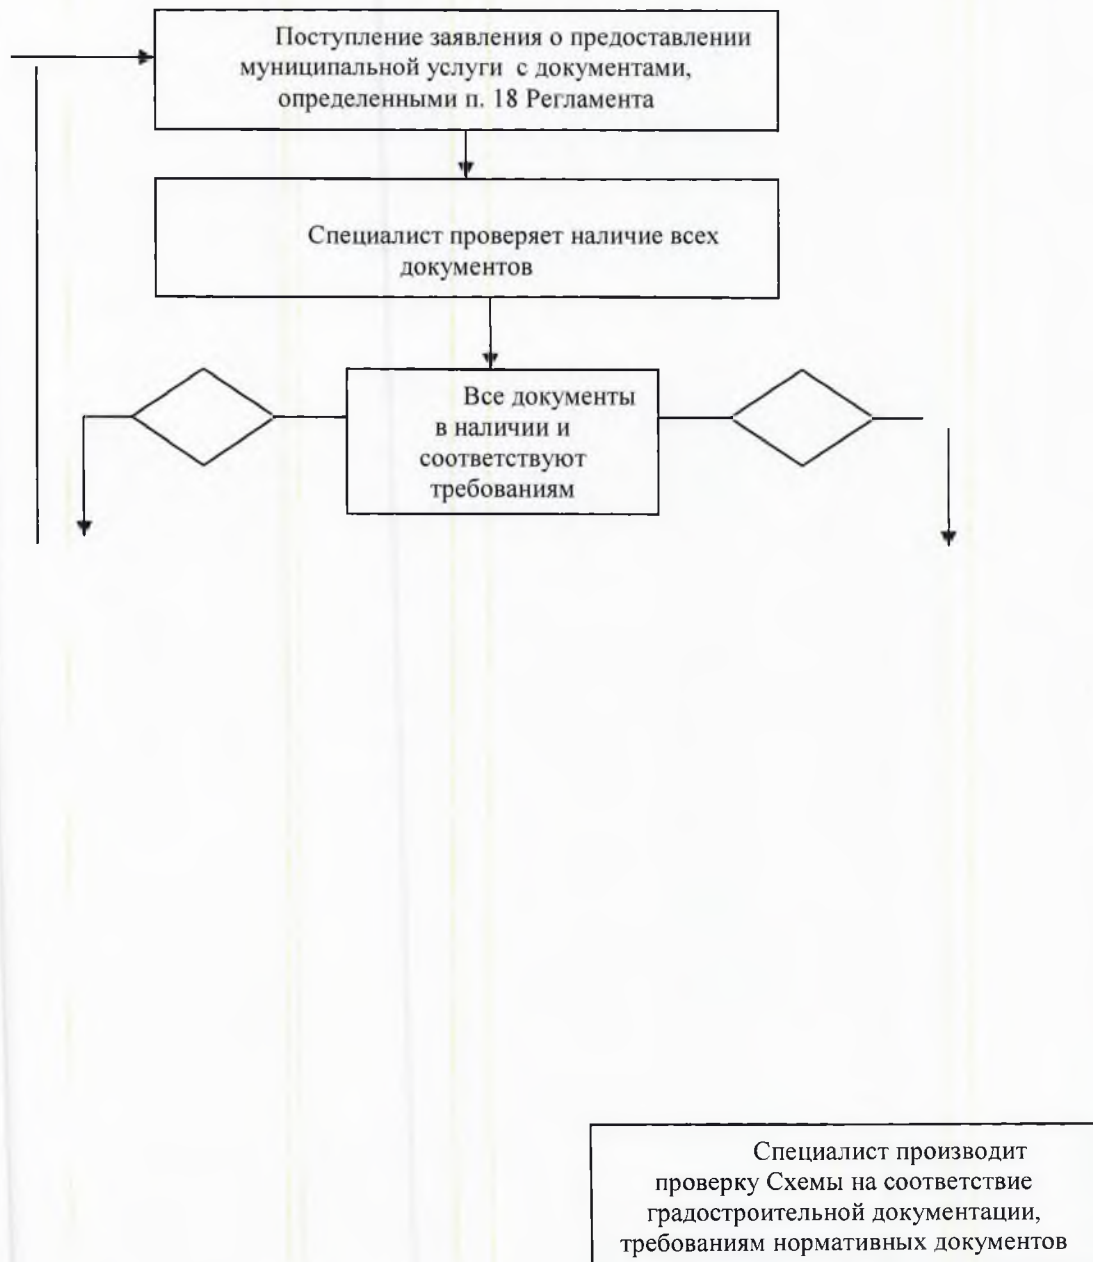 Поступление заявления о предоставлении
муниципальной услуги с документами,
определенными п. 18 Регламента
Специалист проверяет наличие всех
документов
Все документы
в наличии и
соответствуют
требованиям
Специалист производит
проверку Схемы на соответствие
градостроительной документации,
требованиям нормативных документов